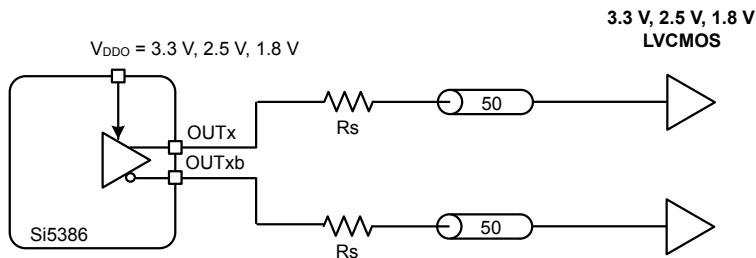 3.3 V, 2.5 V, 1.8 V
LVCMOS
VDDO = 3.3 V, 2.5 V, 1.8 V
OUTx
50
Rs
OUTxb
50
Rs
Si5386